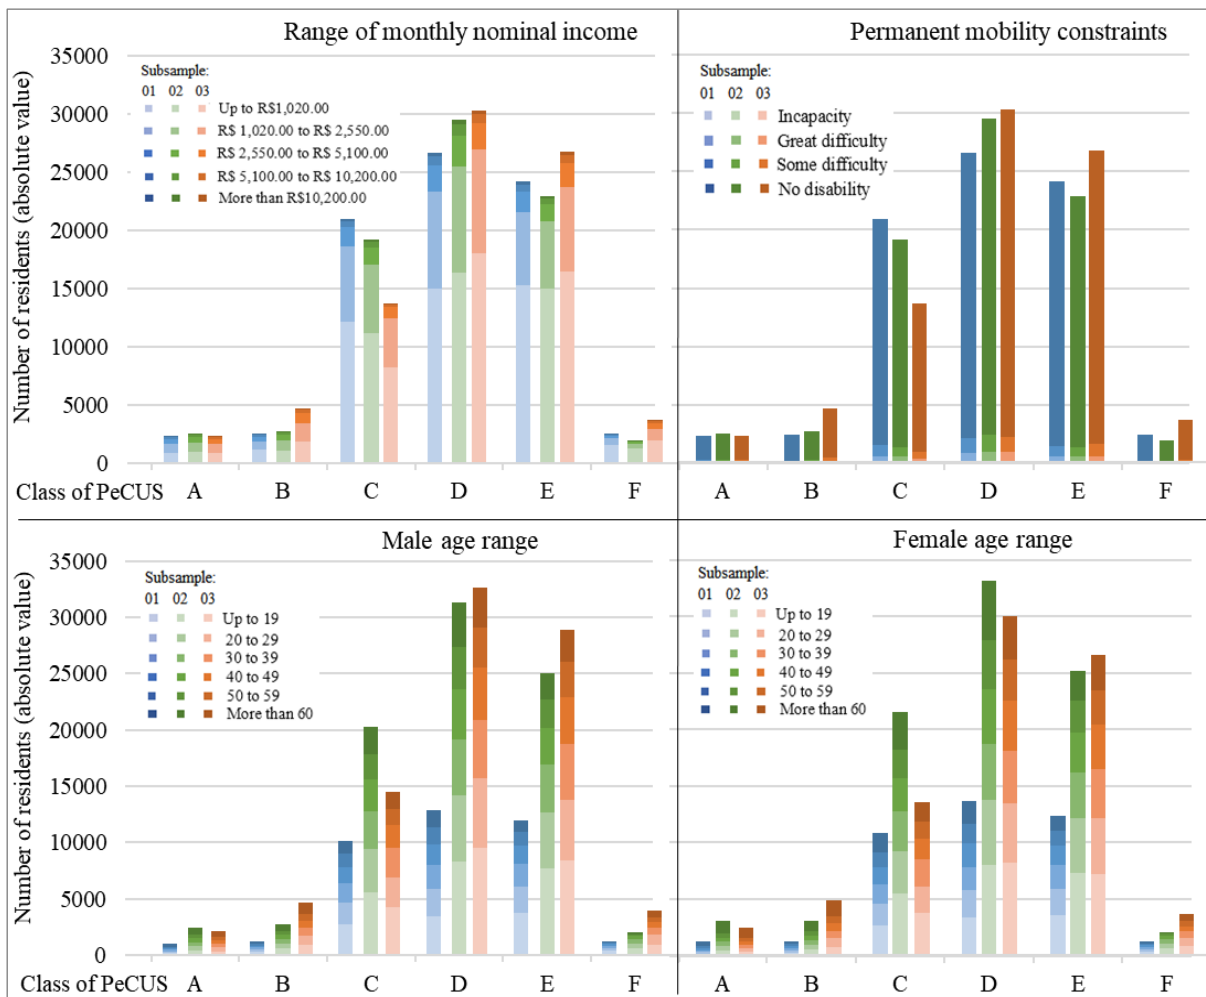 Range of monthly nominal income
Number of residents (absolute value)
35000
30000
25000
20000
15000
10000
5000
0
Subsample:
01 02 03
Up to R$1,020.00
R$ 1,020.00 to R$ 2,550.00
R$ 2,550.00 to R$ 5,100.00
R$ 5,100.00 to R$ 10,200.00
More than R$10,200.00
Class of PeCUS A B C D E F
Permanent mobility constraints
Subsample:
01 02 03
Incapacity
Great difficulty
Some difficulty
No disability
A B C D E F
Male age range
Number of residents (absolute value)
35000
30000
25000
20000
15000
10000
5000
0
Subsample:
01 02 03
Up to 19
20 to 29
30 to 39
40 to 49
50 to 59
More than 60
Class of PeCUS A B C D E F
Female age range
Subsample:
01 02 03
Up to 19
20 to 29
30 to 39
40 to 49
50 to 59
More than 60
A B C D E F